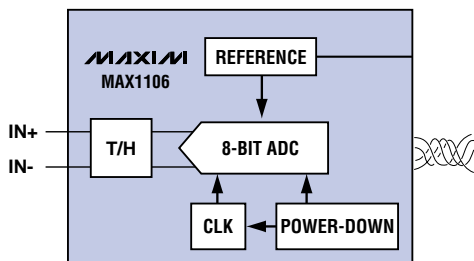 MAXIM
MAX1106
REFERENCE
IN+
IN-
T/H
8-BIT ADC
CLK
POWER-DOWN